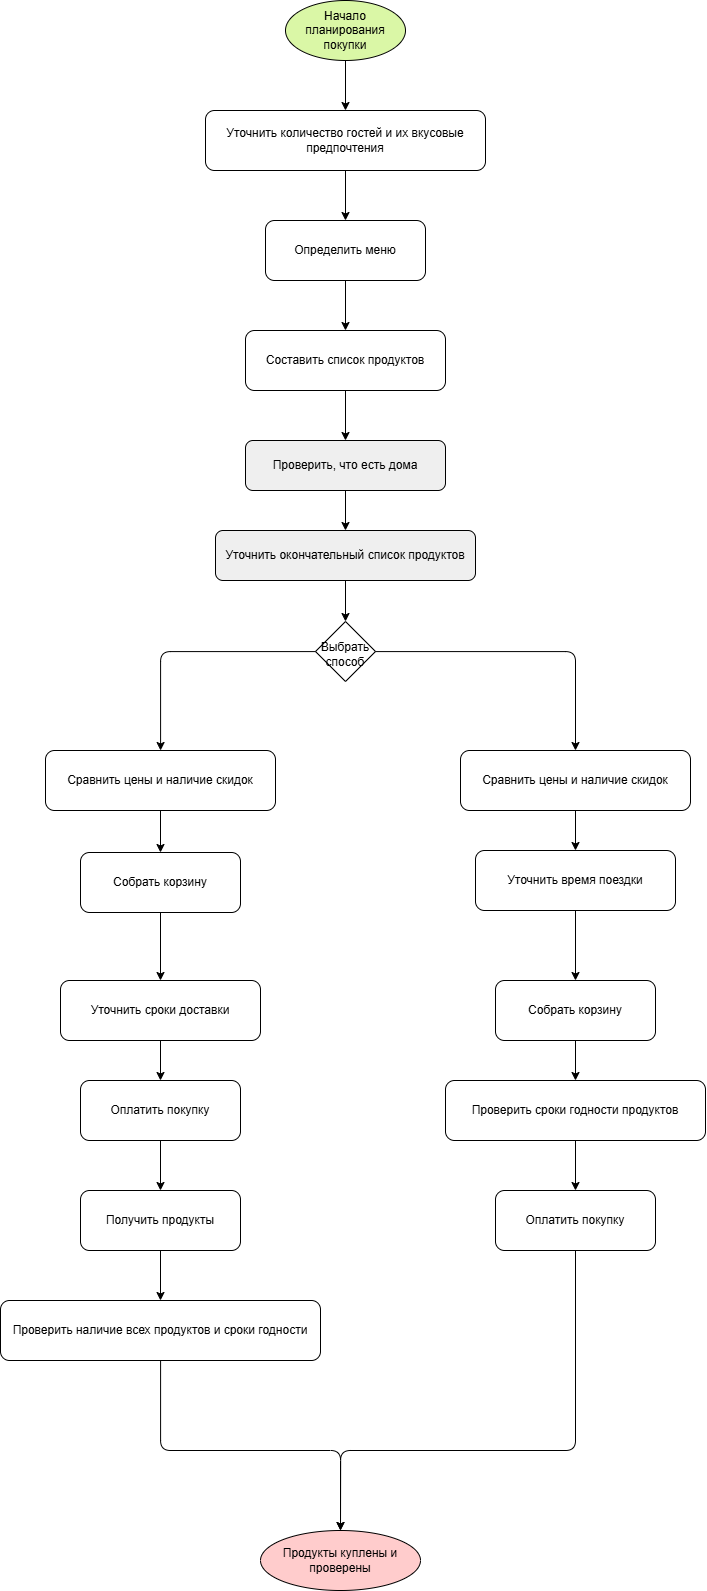 Начало
планирования
покупки
Уточнить количество гостей и их вкусовые
предпочтения
Определить меню
Составить список продуктов
Проверить, что есть дома
Уточнить окончательный список продуктов
Выбрать
способ
Сравнить цены и наличие скидок
Собрать корзину
Уточнить сроки доставки
Оплатить покупку
Получить продукты
Проверить наличие всех продуктов и сроки годности
Сравнить цены и наличие скидок
Уточнить время поездки
Собрать корзину
Проверить сроки годности продуктов
Оплатить покупку
Продукты куплены и
проверены